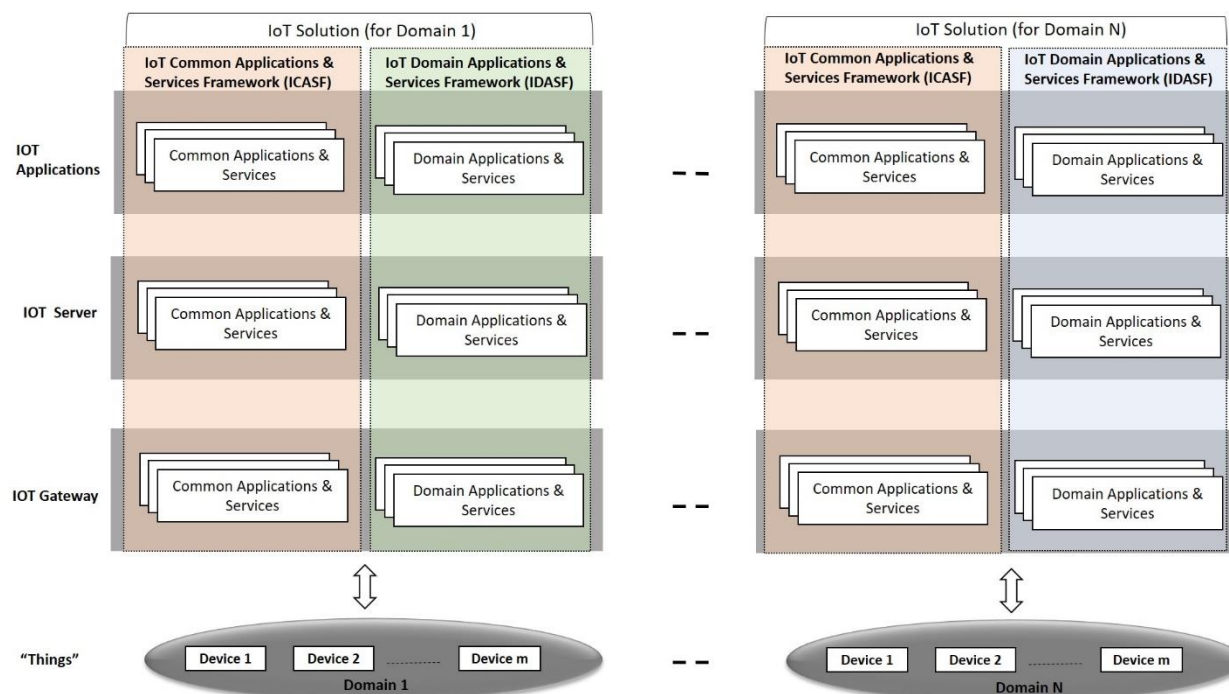 IoT Solution (for Domain 1)
IoT Solution (for Domain N)
IoT Common Applications &
Services Framework (ICASF)
IoT Domain Applications &
Services Framework (IDASF)
IoT Common Applications &
Services Framework (ICASF)
IoT Domain Applications &
Services Framework (IDASF)
IOT
Applications
Common Applications &
Services
Domain Applications &
Services
Common Applications &
Services
Domain Applications &
Services
IOT Server
Common Applications &
Services
Domain Applications &
Services
Common Applications &
Services
Domain Applications &
Services
IOT Gateway
Common Applications &
Services
Domain Applications &
Services
Common Applications &
Services
Domain Applications &
Services
“Things”
Device 1
Device 2
Device m
Domain 1
Device 1
Device 2
Device m
Domain N